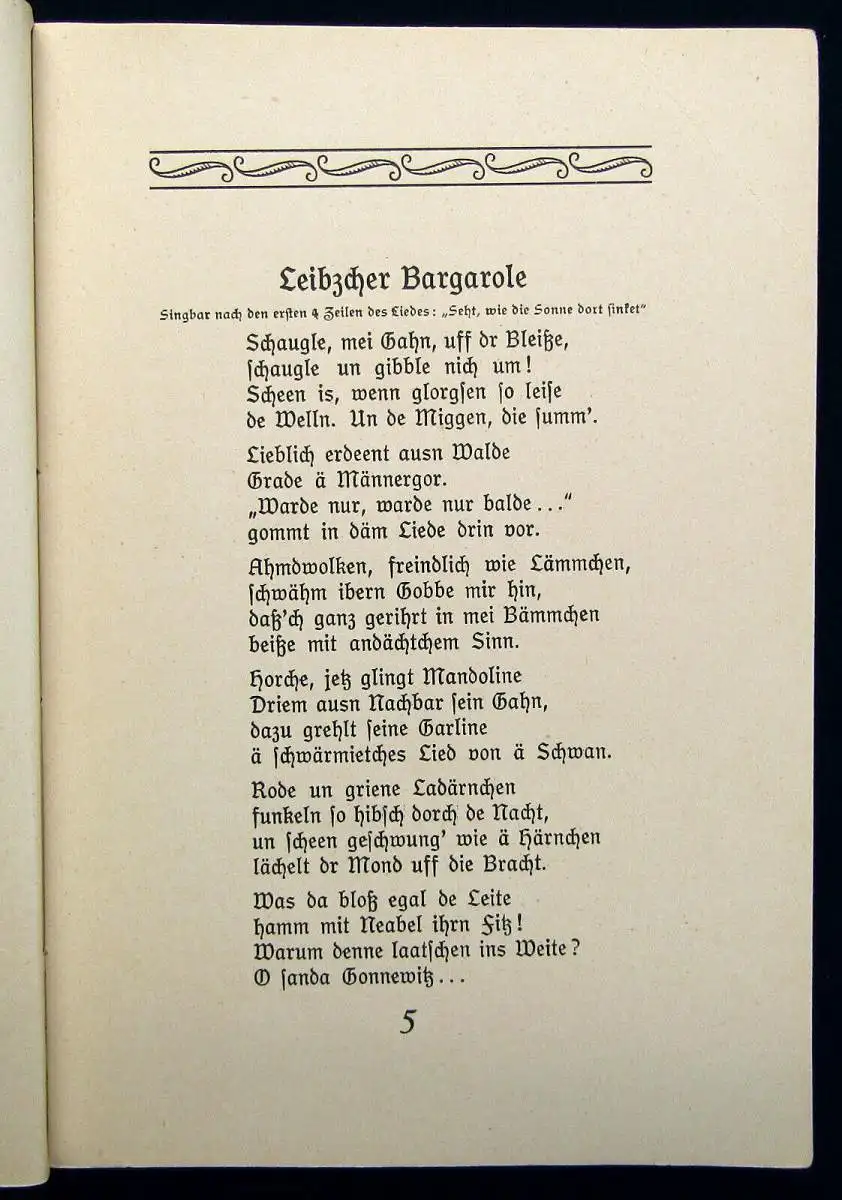 Leibzcher Bargarole
Singbar nach den ersten 4 Zeilen des Liedes: „Seht, wie die Sonne dort sinket“
Schaugle, mei Gahn, uff dr Bleiße,
schaugle un gibble nich um!
Scheen is, wenn glorgsen so leise
de Welln. Un de Miggen, die summ’.
Lieblich erdeent ausn Walde
Grade ä Männergor.
„Warde nur, warde nur balde...“
gommt in däm Liede drin vor.
Ahmdwolken, freindlich wie Lämmchen,
schwähm ibern Gobbe mir hin,
daß’ch ganz gerihrt in mei Bämmchen
beiße mit andächtchem Sinn.
Horche, jetz glingt Mandoline
Driem ausn Nachbar sein Gahn,
dazu grehlt seine Garline
ä schwärmietches Lied von ä Schwan.
Rode un griene Ladärnchen
funkeln so hibsch dorch de Nacht,
un scheen geschwung’ wie ä Härnchen
lächelt dr Mond uff die Bracht.
Was da bloß egal de Leite
hamm mit Neabel ihrn Fitz!
Warum denne laatschen ins Weite?
O sanda Gonnewitz...
5